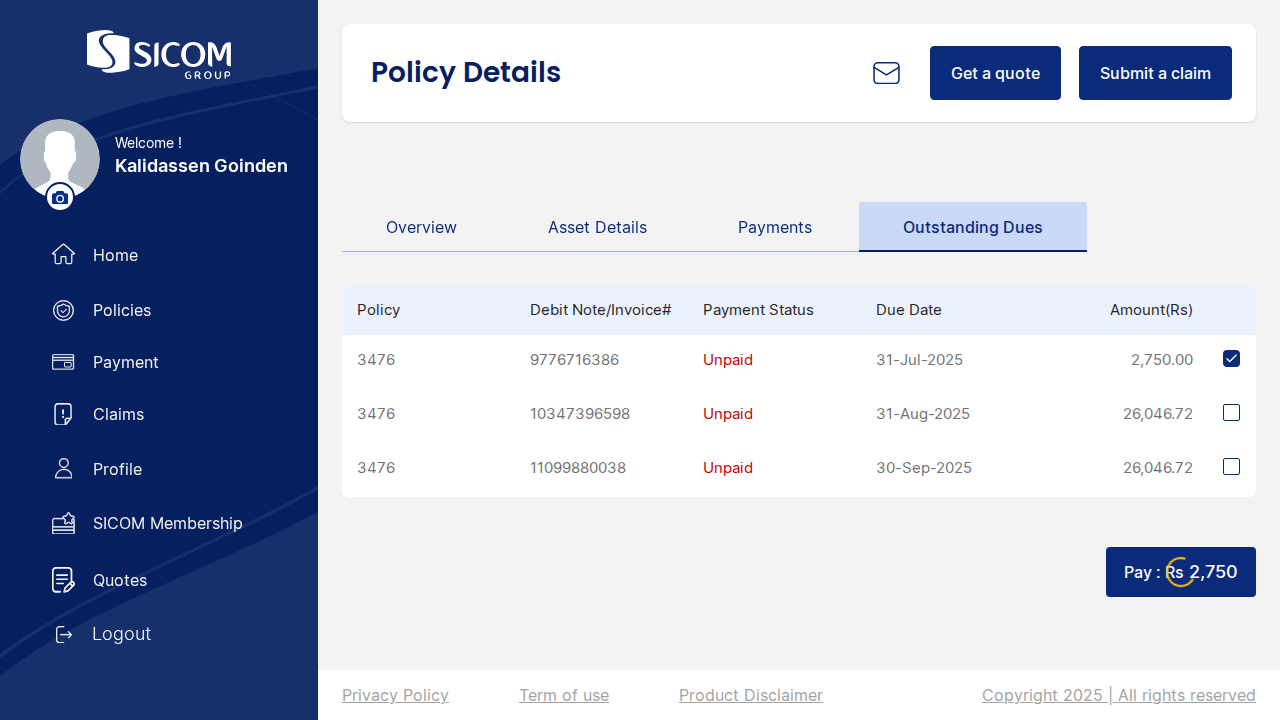 SICOM
GROUP
Welcome !
Kalidassen Goinden
Home
Policies
Payment
Claims
Profile
SICOM Membership
Quotes
Logout
Policy Details
Get a quote
Submit a claim
Overview
Asset Details
Payments
Outstanding Dues
Policy Debit Note/Invoice# Payment Status Due Date Amount(Rs)
3476 9776716386 Unpaid 31-Jul-2025 2,750.00
3476 10347396598 Unpaid 31-Aug-2025 26,046.72
3476 11099880038 Unpaid 30-Sep-2025 26,046.72
Pay : Rs 2,750
Privacy Policy
Term of use
Product Disclaimer
Copyright 2025 | All rights reserved